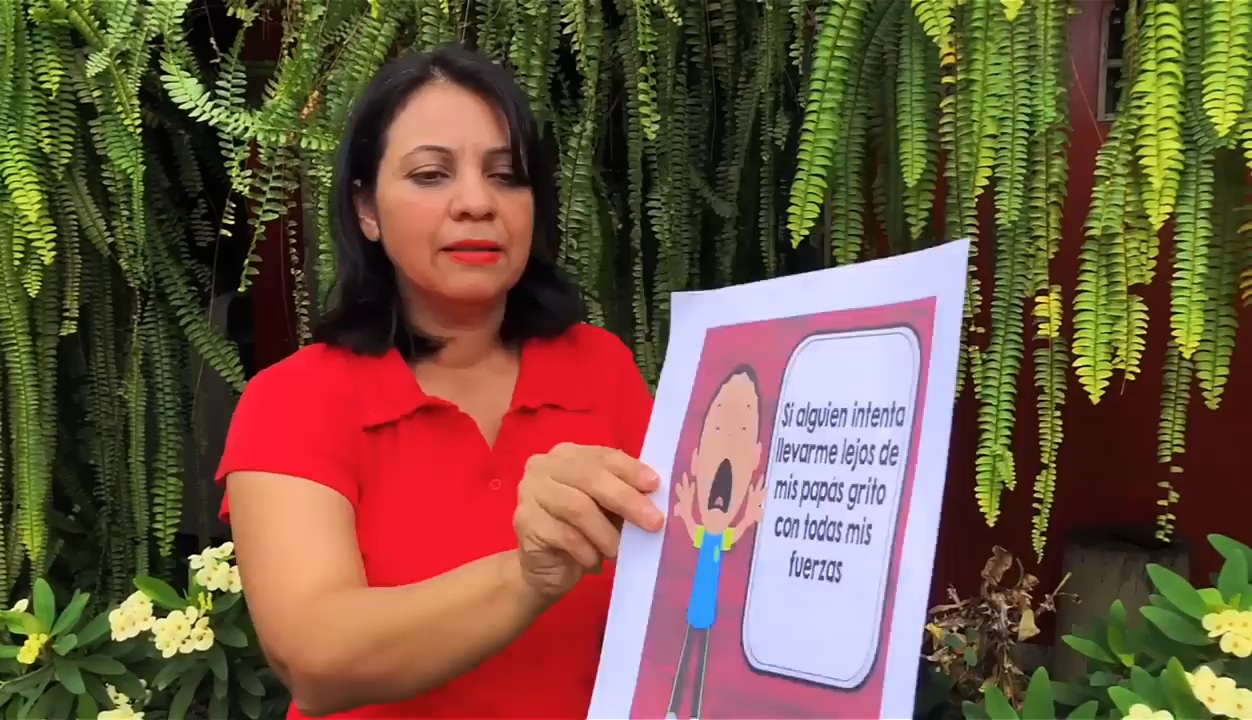 Si alguien intenta
llevarme lejos de
mis papás grito
con todas mis
fuerzas